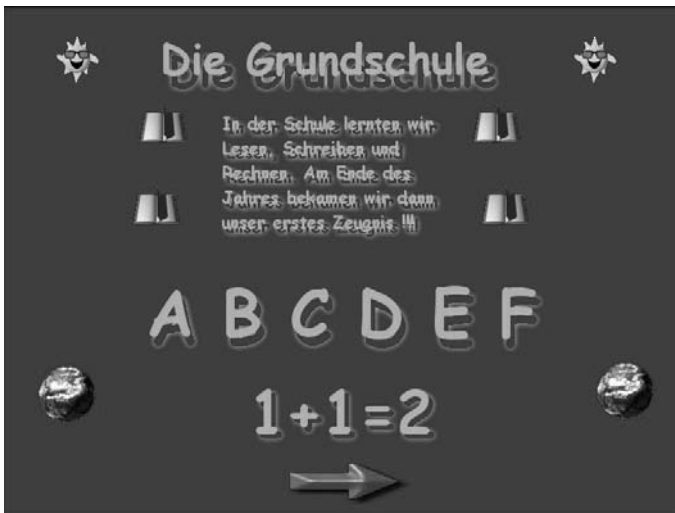 Die Grundschule
In der Schule lernten wir
Lesen, Schreiben und
Rechnen. Am Ende des
Jahres bekamen wir dann
unser erstes Zeugnis !!!
A B C D E F
1+1=2